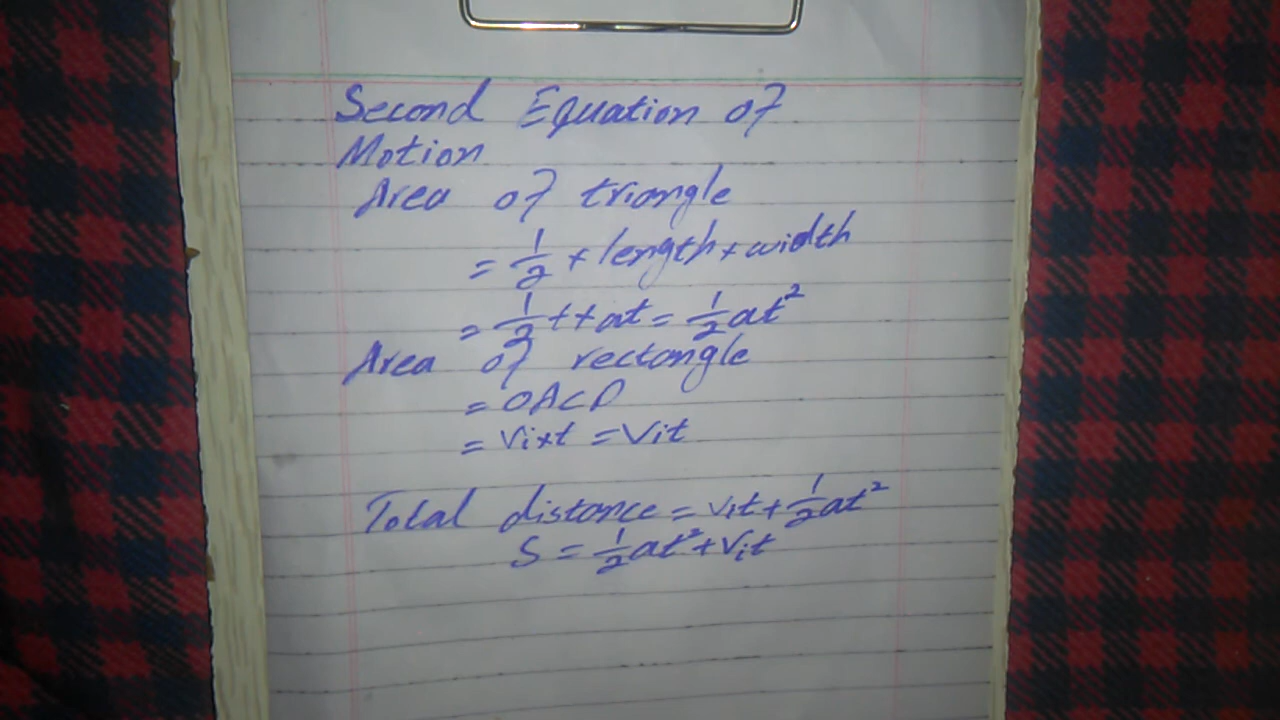 Second Equation of
Motion
Area of triangle
= 1/2 × length × width
= 1/2 t × at = 1/2 at²
Area of rectangle
= OACD
= Vi×t = Vit
Total distance = Vit + 1/2 at²
S = 1/2 at² + Vit